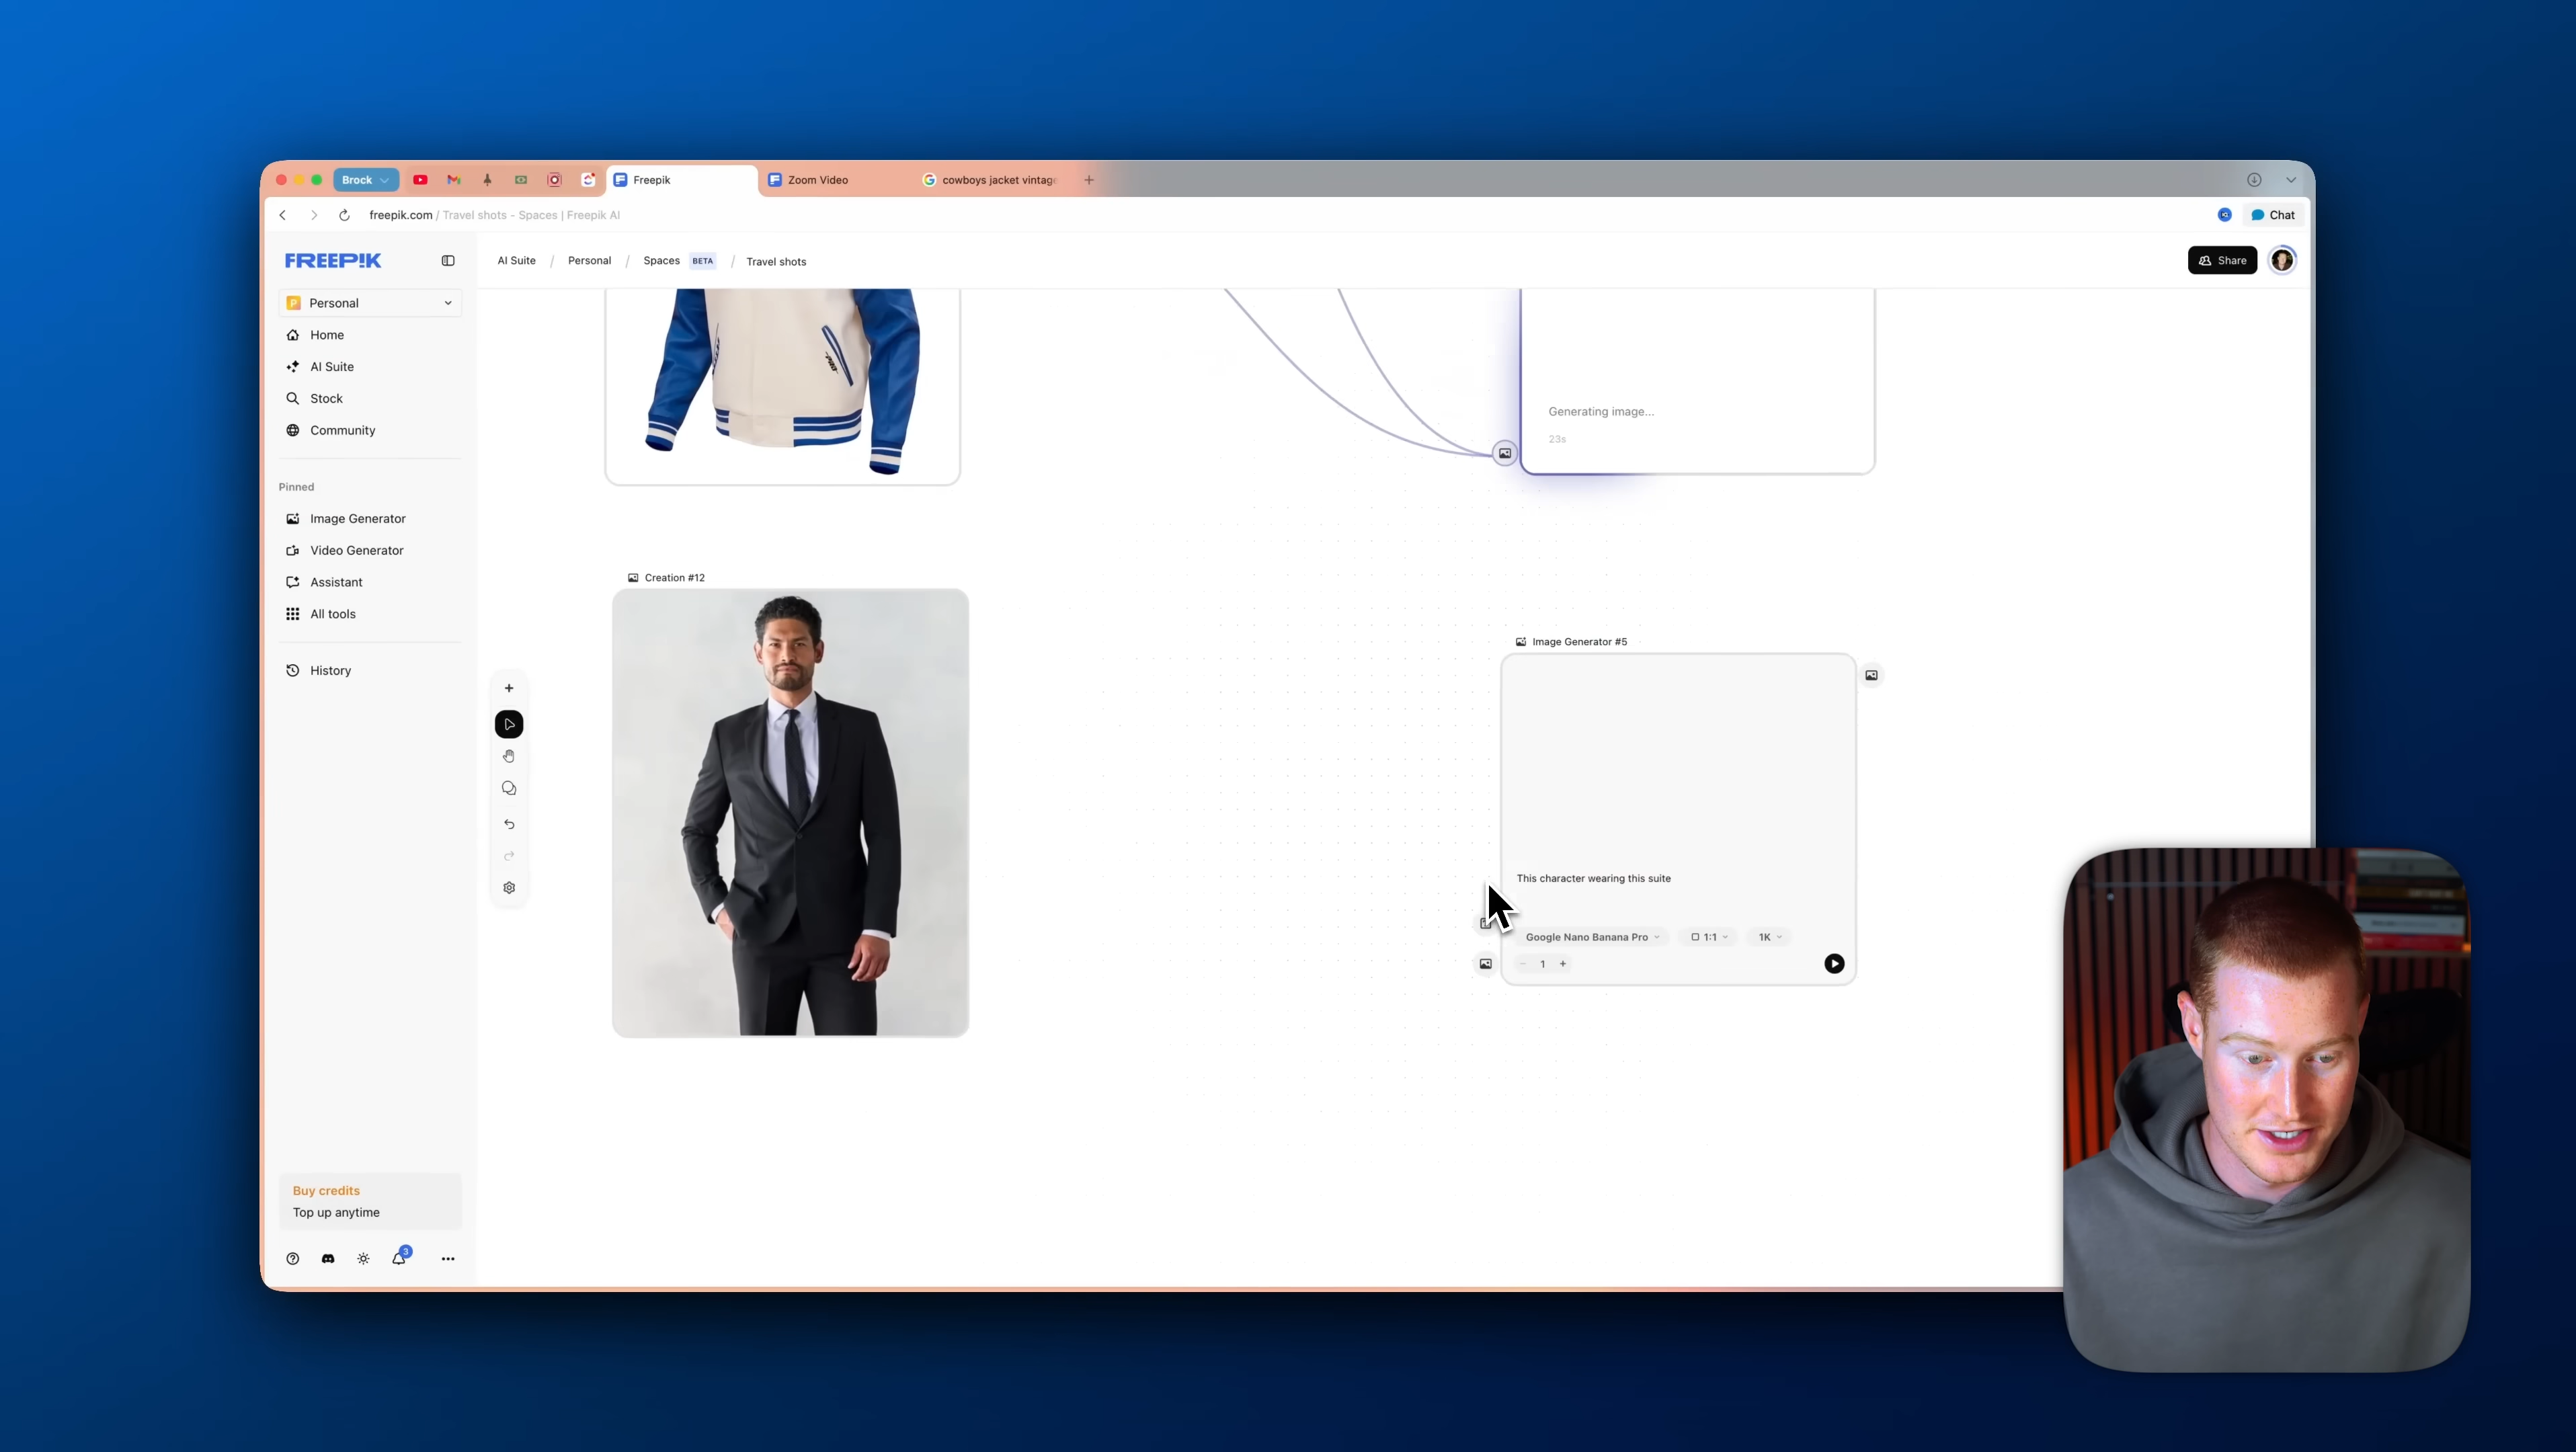 Brock
Freepik
Zoom Video
cowboys jacket vintage
freepik.com / Travel shots - Spaces | Freepik AI
Chat
FREEPIK
AI Suite / Personal / Spaces BETA / Travel shots
Share
P Personal
Home
AI Suite
Stock
Community
Pinned
Image Generator
Video Generator
Assistant
All tools
History
Buy credits
Top up anytime
3
Generating image...
23s
Creation #12
Image Generator #5
This character wearing this suite
Google Nano Banana Pro
1:1
1K
1